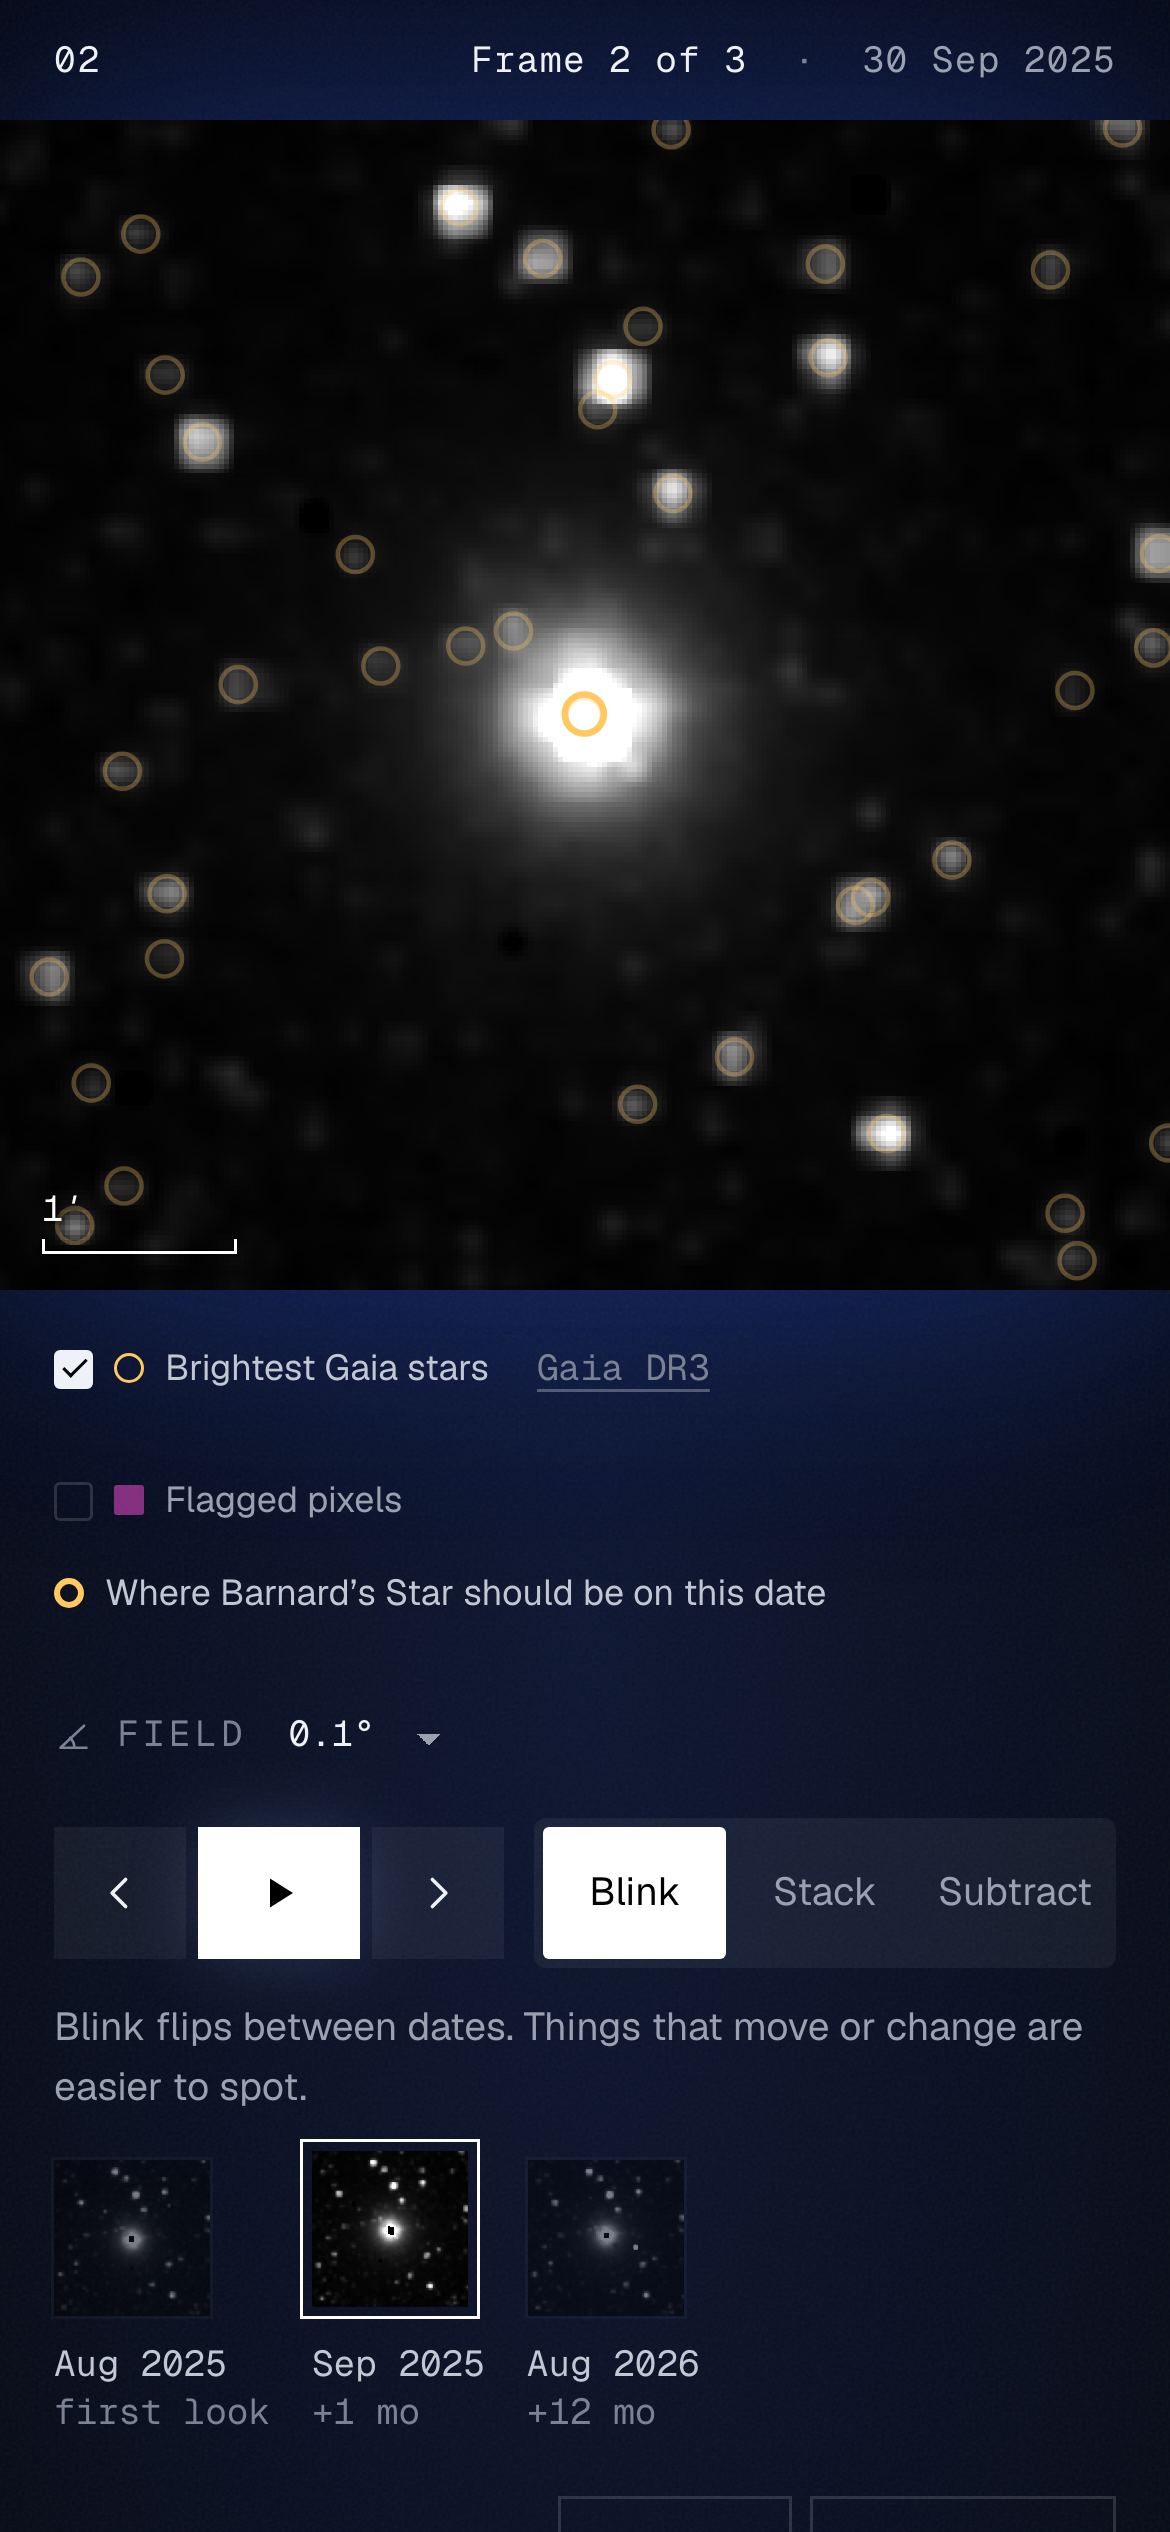 02
Frame 2 of 3 · 30 Sep 2025
1′
Brightest Gaia stars Gaia DR3
Flagged pixels
Where Barnard’s Star should be on this date
FIELD 0.1°
Blink Stack Subtract
Blink flips between dates. Things that move or change are
easier to spot.
Aug 2025 Sep 2025 Aug 2026
first look +1 mo +12 mo